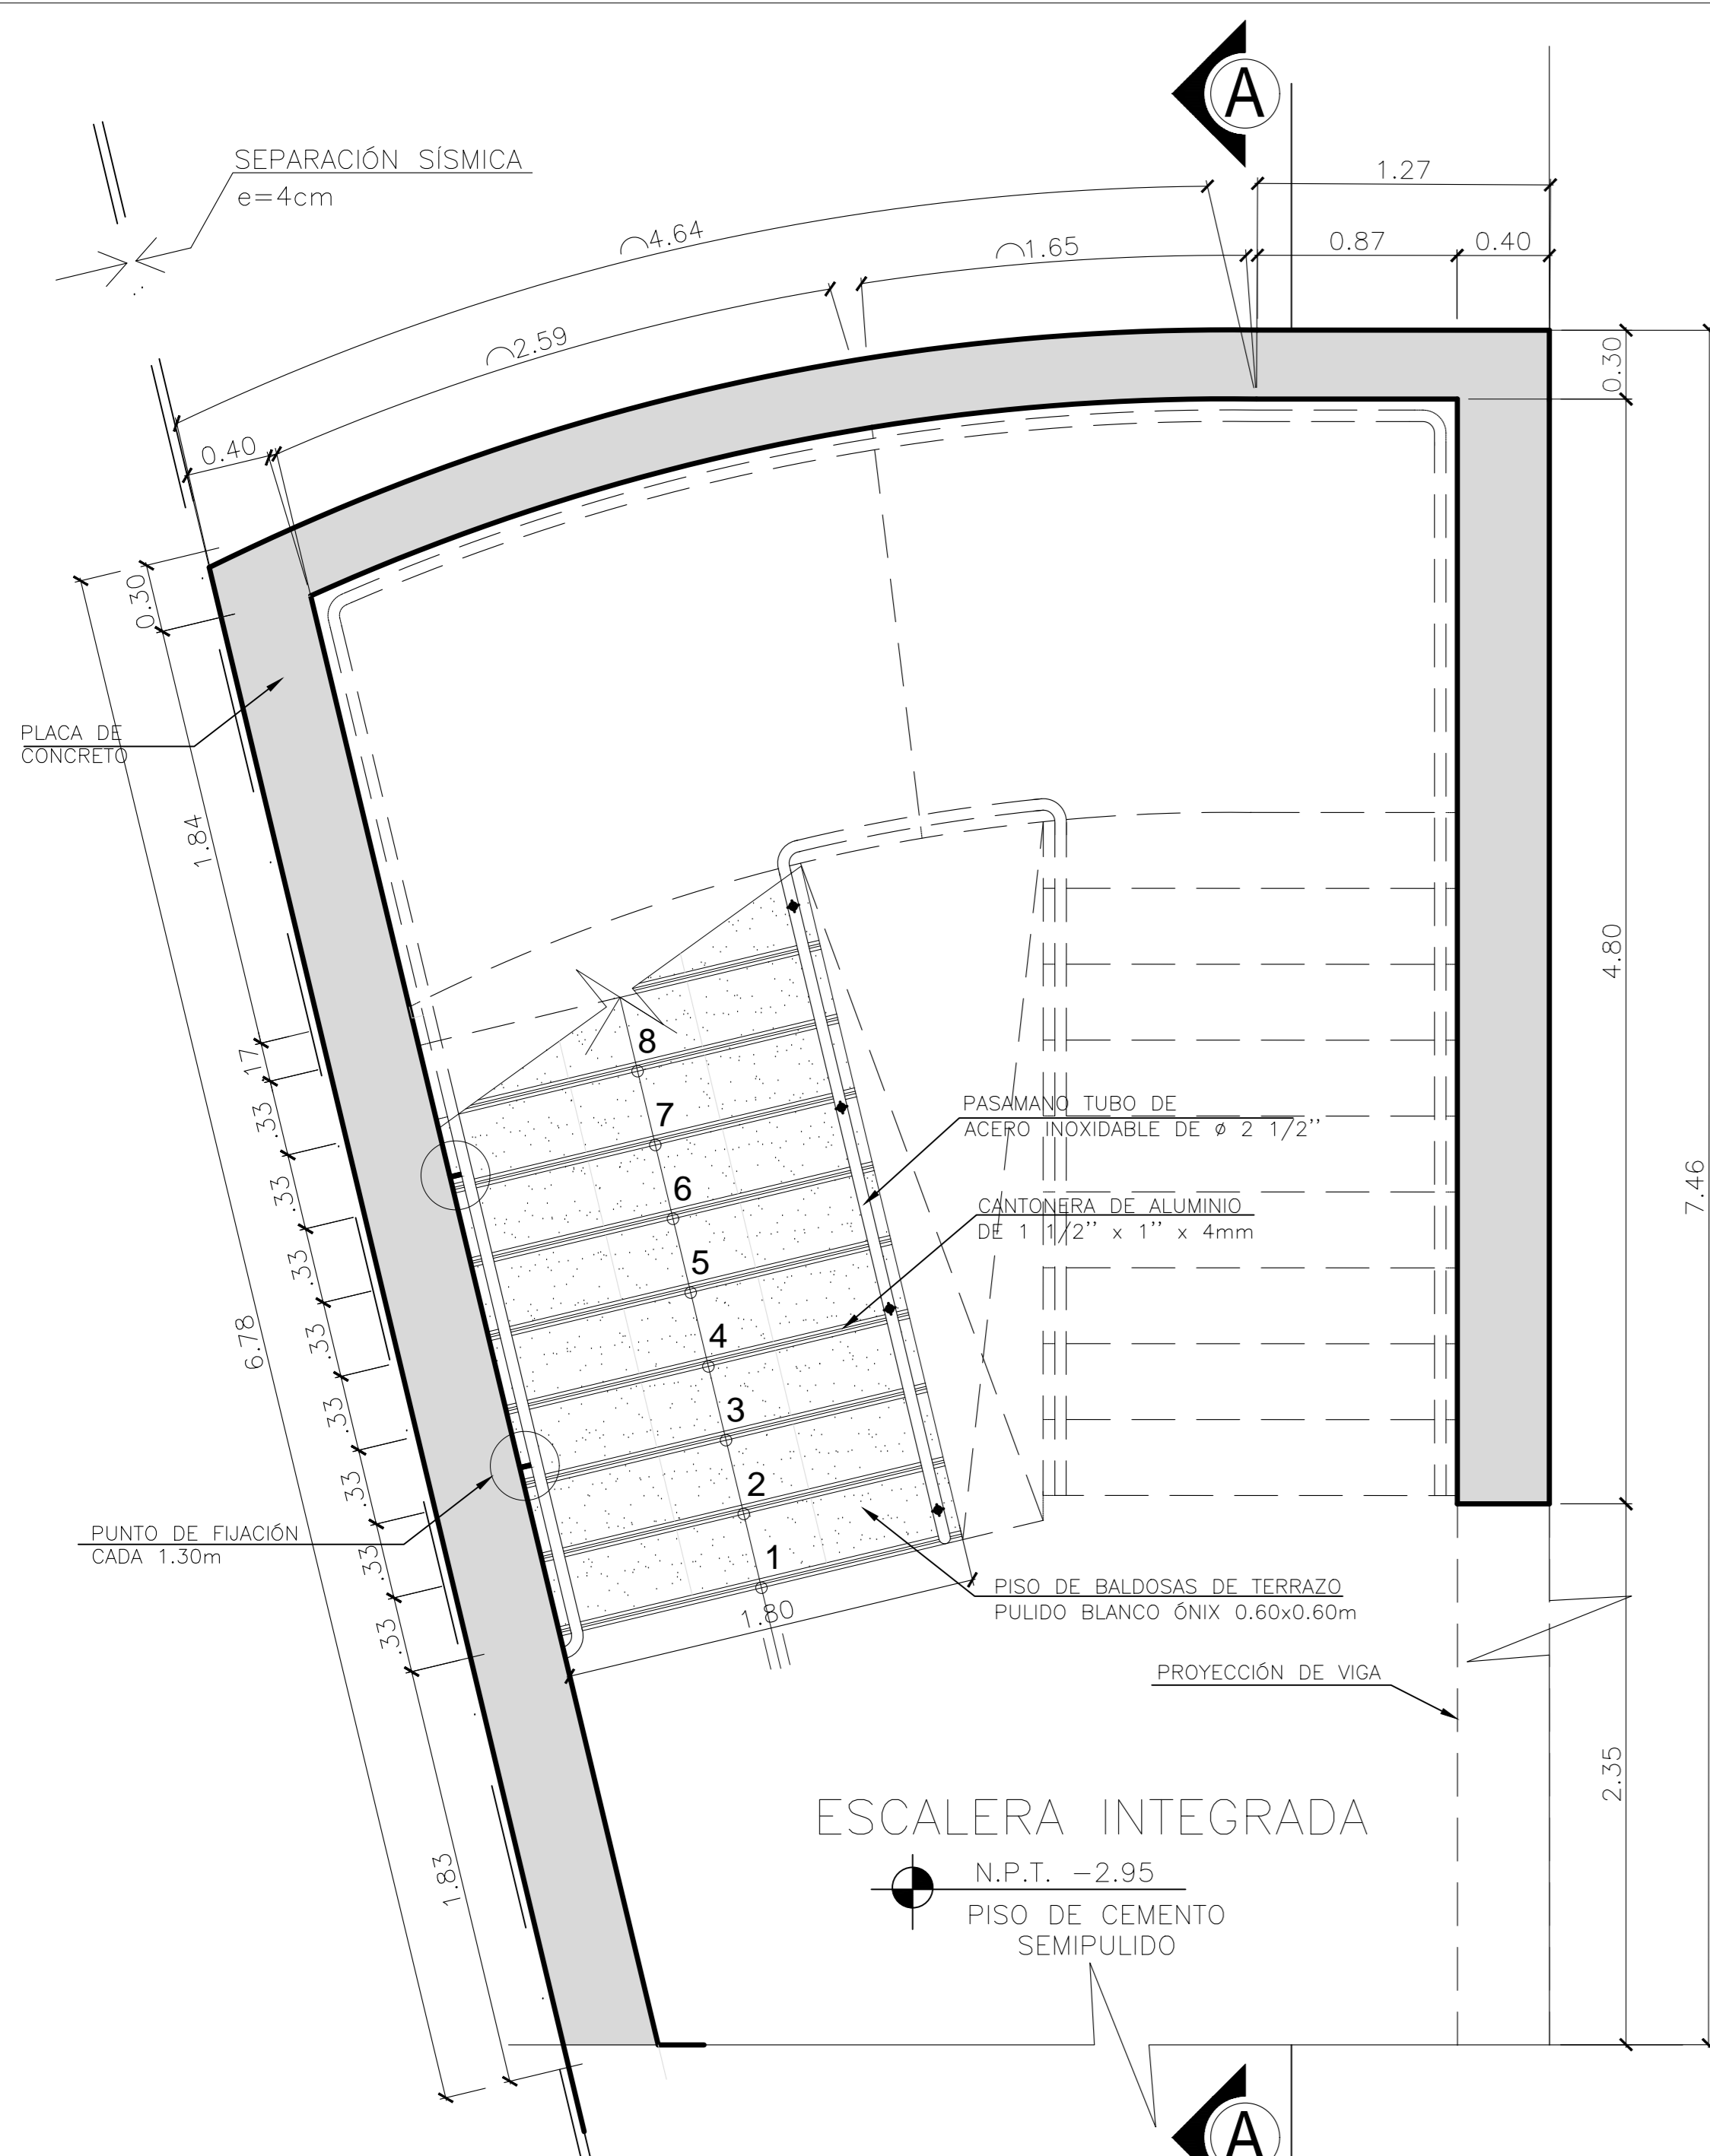 A
SEPARACIÓN SÍSMICA
e=4cm
1.27
4.64
1.65
0.87
0.40
2.59
0.30
0.40
0.30
PLACA DE
CONCRETO
1.84
4.80
17
8
.33
7
PASAMANO TUBO DE
ACERO INOXIDABLE DE ø 2 1/2''
.33
6
7.46
CANTONERA DE ALUMINIO
DE 1 1/2'' x 1'' x 4mm
.33
5
6.78
.33
4
.33
3
.33
2
PUNTO DE FIJACIÓN
CADA 1.30m
.33
1
PISO DE BALDOSAS DE TERRAZO
PULIDO BLANCO ÓNIX 0.60x0.60m
1.80
.33
PROYECCIÓN DE VIGA
2.35
ESCALERA INTEGRADA
N.P.T. -2.95
PISO DE CEMENTO
SEMIPULIDO
1.83
A